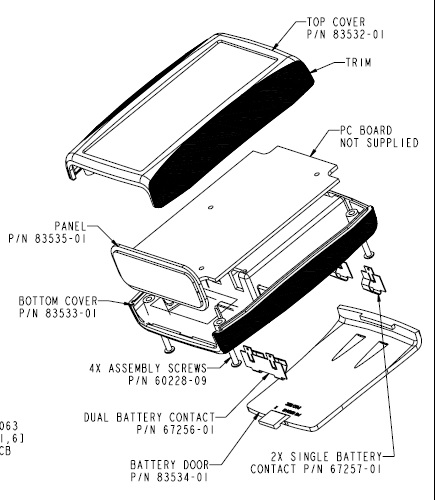 TOP COVER
P/N 83532-01
TRIM
PC BOARD
NOT SUPPLIED
PANEL
P/N 83535-01
BOTTOM COVER
P/N 83533-01
4X ASSEMBLY SCREWS
P/N 60228-09
DUAL BATTERY CONTACT
P/N 67256-01
063
1,6]
CB
BATTERY DOOR
P/N 83534-01
2X SINGLE BATTERY
CONTACT P/N 67257-01